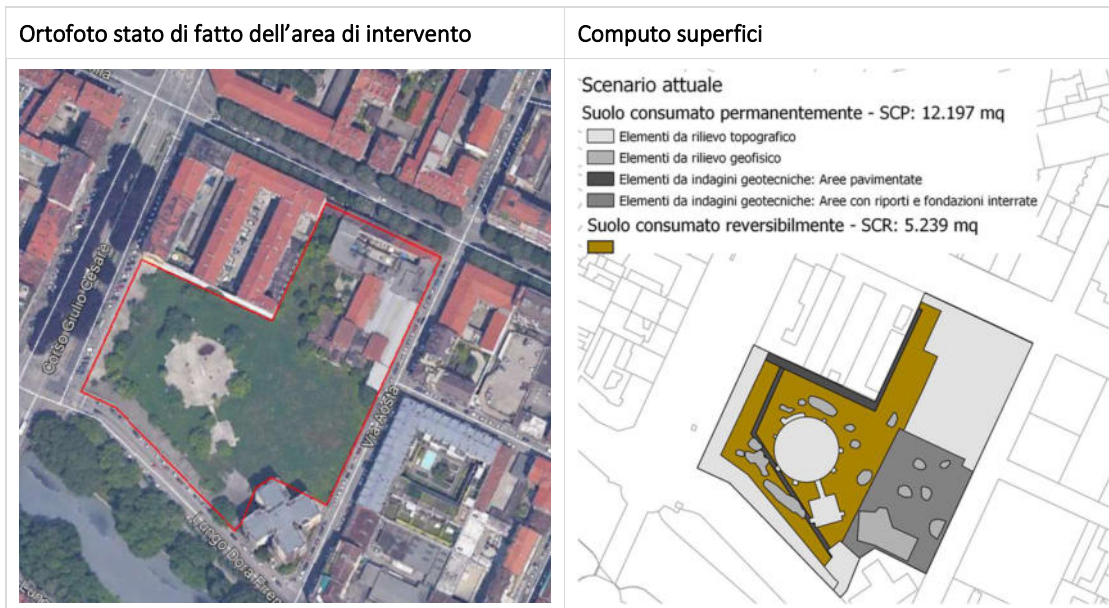 Ortofoto stato di fatto dell’area di intervento
Computo superfici
Corso Giulio Cesare
Via Aosta
Lungo Dora Firen
Scenario attuale
Suolo consumato permanentemente - SCP: 12.197 mq
Elementi da rilievo topografico
Elementi da rilievo geofisico
Elementi da indagini geotecniche: Aree pavimentate
Elementi da indagini geotecniche: Aree con riporti e fondazioni interrate
Suolo consumato reversibilmente - SCR: 5.239 mq